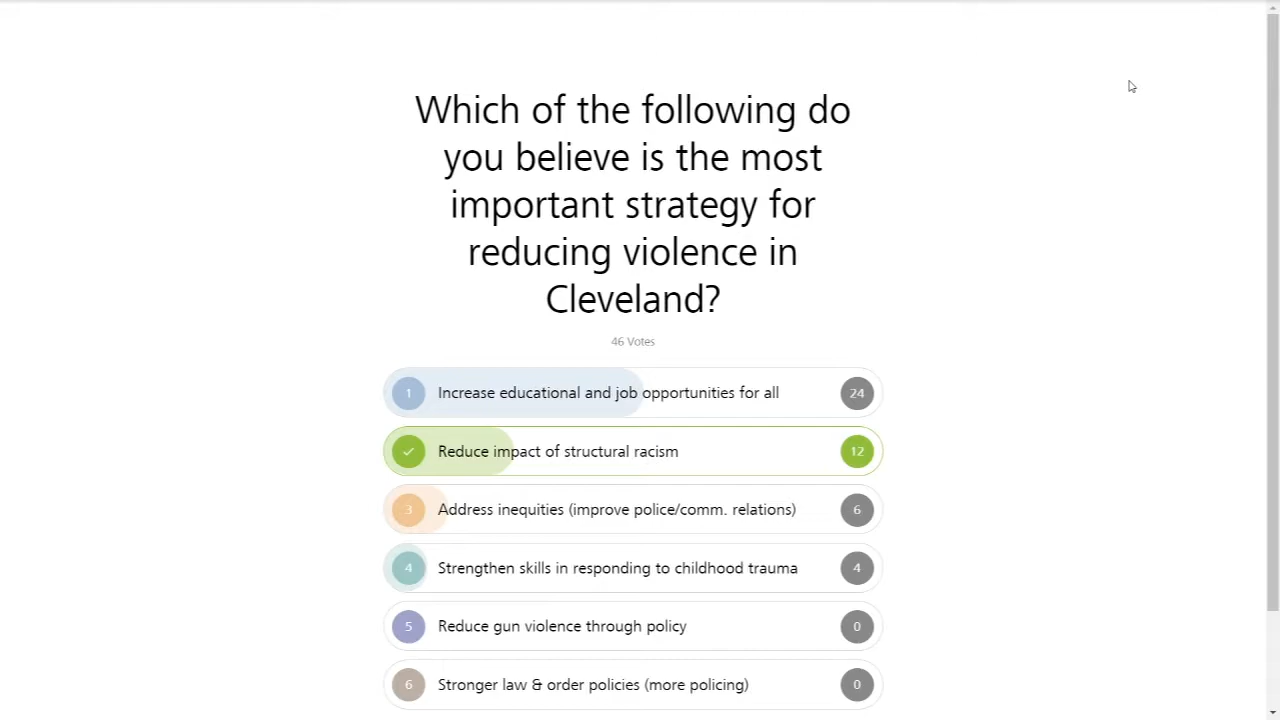 Which of the following do
you believe is the most
important strategy for
reducing violence in
Cleveland?
46 Votes
1 Increase educational and job opportunities for all 24
Reduce impact of structural racism 12
3 Address inequities (improve police/comm. relations) 6
4 Strengthen skills in responding to childhood trauma 4
5 Reduce gun violence through policy 0
6 Stronger law & order policies (more policing) 0